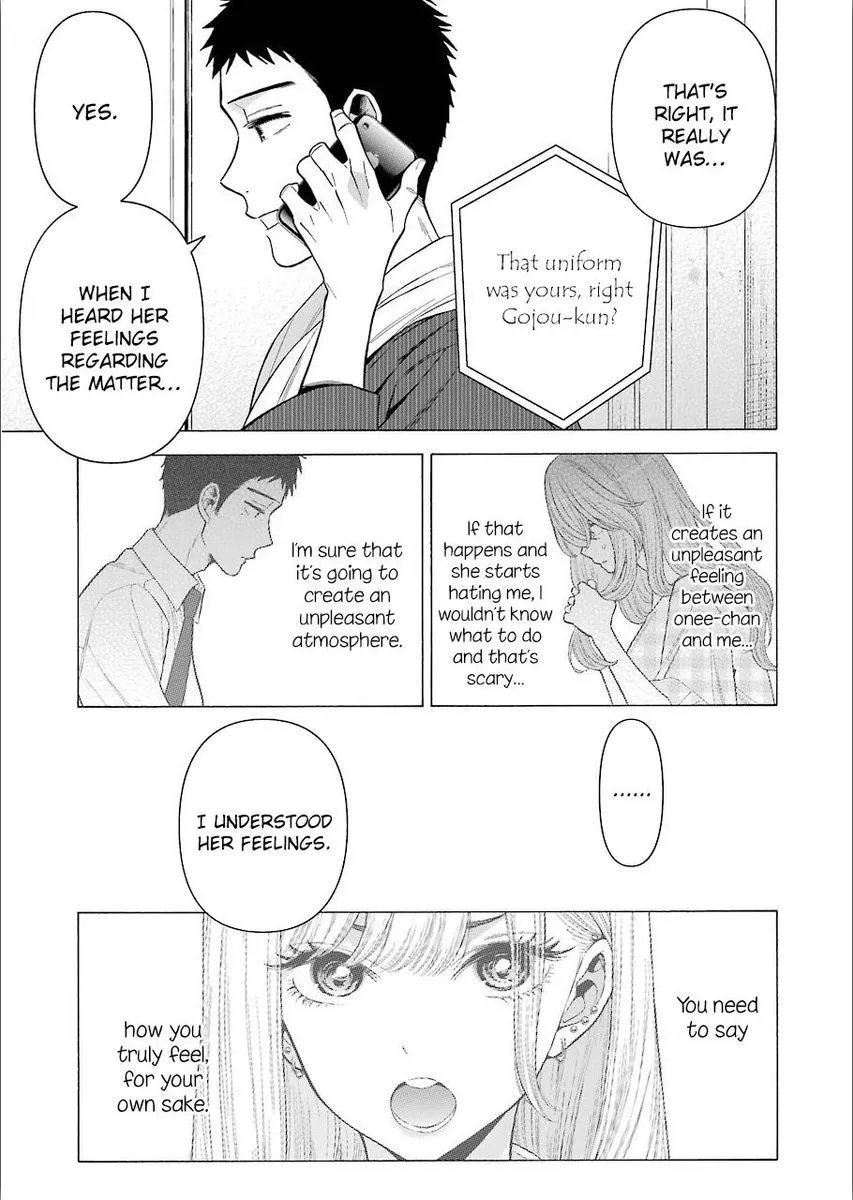 THAT'S
RIGHT, IT
REALLY
WAS...
That uniform
was yours, right
Gojou-kun?
YES.
WHEN I
HEARD HER
FEELINGS
REGARDING
THE MATTER...
If it
creates an
unpleasant
feeling
between
onee-chan
and me...
If that
happens and
she starts
hating me, I
wouldn't know
what to do
and that's
scary...
I'm sure that
it's going to
create an
unpleasant
atmosphere.
......
I UNDERSTOOD
HER FEELINGS.
You need
to say
how you
truly feel,
for your
own sake.